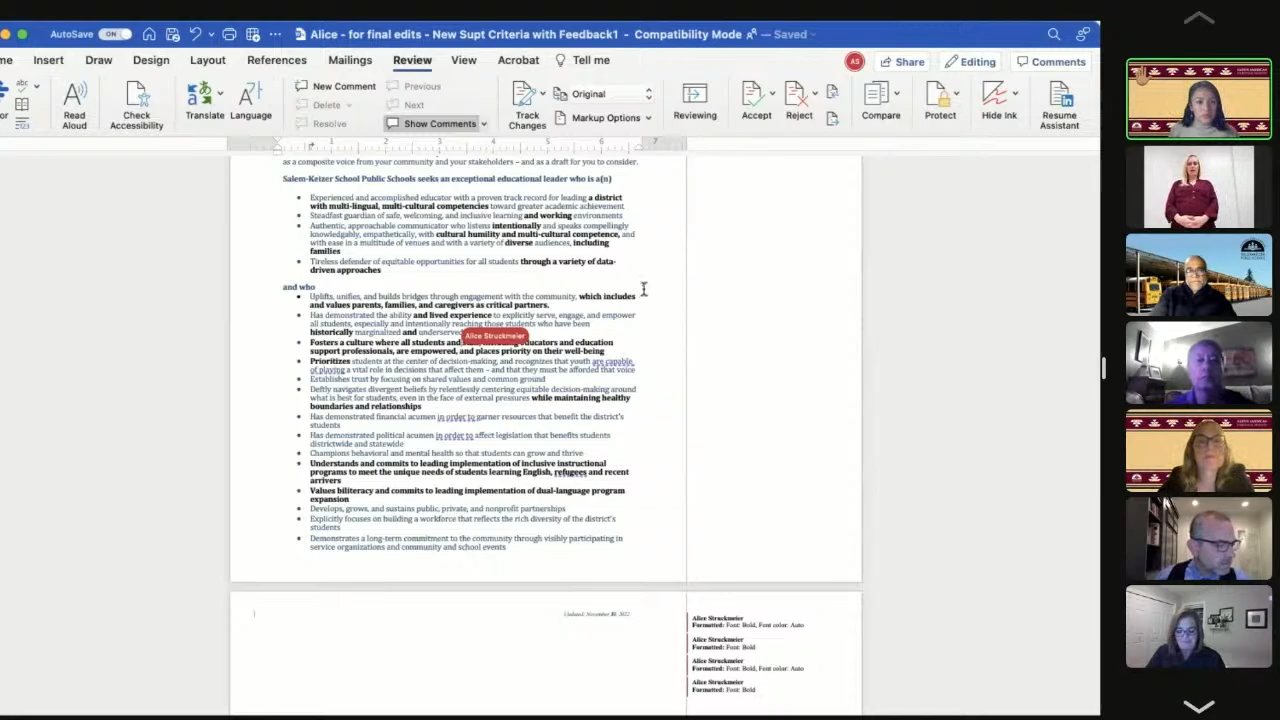 AutoSave ON
Alice - for final edits - New Supt Criteria with Feedback1 - Compatibility Mode — Saved
me Insert Draw Design Layout References Mailings Review View Acrobat Tell me
AS Share Editing Comments
abc
Read Aloud
Check Accessibility
Translate Language
New Comment
Delete
Resolve
Previous
Next
Show Comments
Track Changes
Original
Markup Options
Reviewing
Accept Reject
Compare
Protect
Hide Ink
Resume Assistant
1 2 3 4 5 6 7
as a composite voice from your community and your stakeholders – and as a draft for you to consider.
Salem-Keizer School Public Schools seeks an exceptional educational leader who is a(n)
• Experienced and accomplished educator with a proven track record for leading a district
with multi-lingual, multi-cultural competencies toward greater academic achievement
• Steadfast guardian of safe, welcoming, and inclusive learning and working environments
• Authentic, approachable communicator who listens intentionally and speaks compellingly
knowledgably, empathetically, with cultural humility and multi-cultural competence, and
with ease in a multitude of venues and with a variety of diverse audiences, including
families
• Tireless defender of equitable opportunities for all students through a variety of data-
driven approaches
and who
• Uplifts, unifies, and builds bridges through engagement with the community, which includes
and values parents, families, and caregivers as critical partners.
• Has demonstrated the ability and lived experience to explicitly serve, engage, and empower
all students, especially and intentionally reaching those students who have been
historically marginalized and underserved
Alice Struckmeier
• Fosters a culture where all students and educators and education
support professionals, are empowered, and places priority on their well-being
• Prioritizes students at the center of decision-making, and recognizes that youth are capable
of playing a vital role in decisions that affect them – and that they must be afforded that voice
• Establishes trust by focusing on shared values and common ground
• Deftly navigates divergent beliefs by relentlessly centering equitable decision-making around
what is best for students, even in the face of external pressures while maintaining healthy
boundaries and relationships
• Has demonstrated financial acumen in order to garner resources that benefit the district's
students
• Has demonstrated political acumen in order to affect legislation that benefits students
districtwide and statewide
• Champions behavioral and mental health so that students can grow and thrive
• Understands and commits to leading implementation of inclusive instructional
programs to meet the unique needs of students learning English, refugees and recent
arrivers
• Values biliteracy and commits to leading implementation of dual-language program
expansion
• Develops, grows, and sustains public, private, and nonprofit partnerships
• Explicitly focuses on building a workforce that reflects the rich diversity of the district's
students
• Demonstrates a long-term commitment to the community through visibly participating in
service organizations and community and school events
Updated: November 30, 2022
Alice Struckmeier
Formatted: Font: Bold, Font color: Auto
Alice Struckmeier
Formatted: Font: Bold
Alice Struckmeier
Formatted: Font: Bold, Font color: Auto
Alice Struckmeier
Formatted: Font: Bold